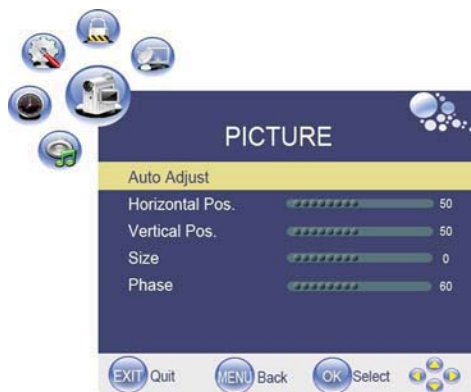 PICTURE
Auto Adjust
Horizontal Pos. 50
Vertical Pos. 50
Size 0
Phase 60
EXIT Quit MENU Back OK Select